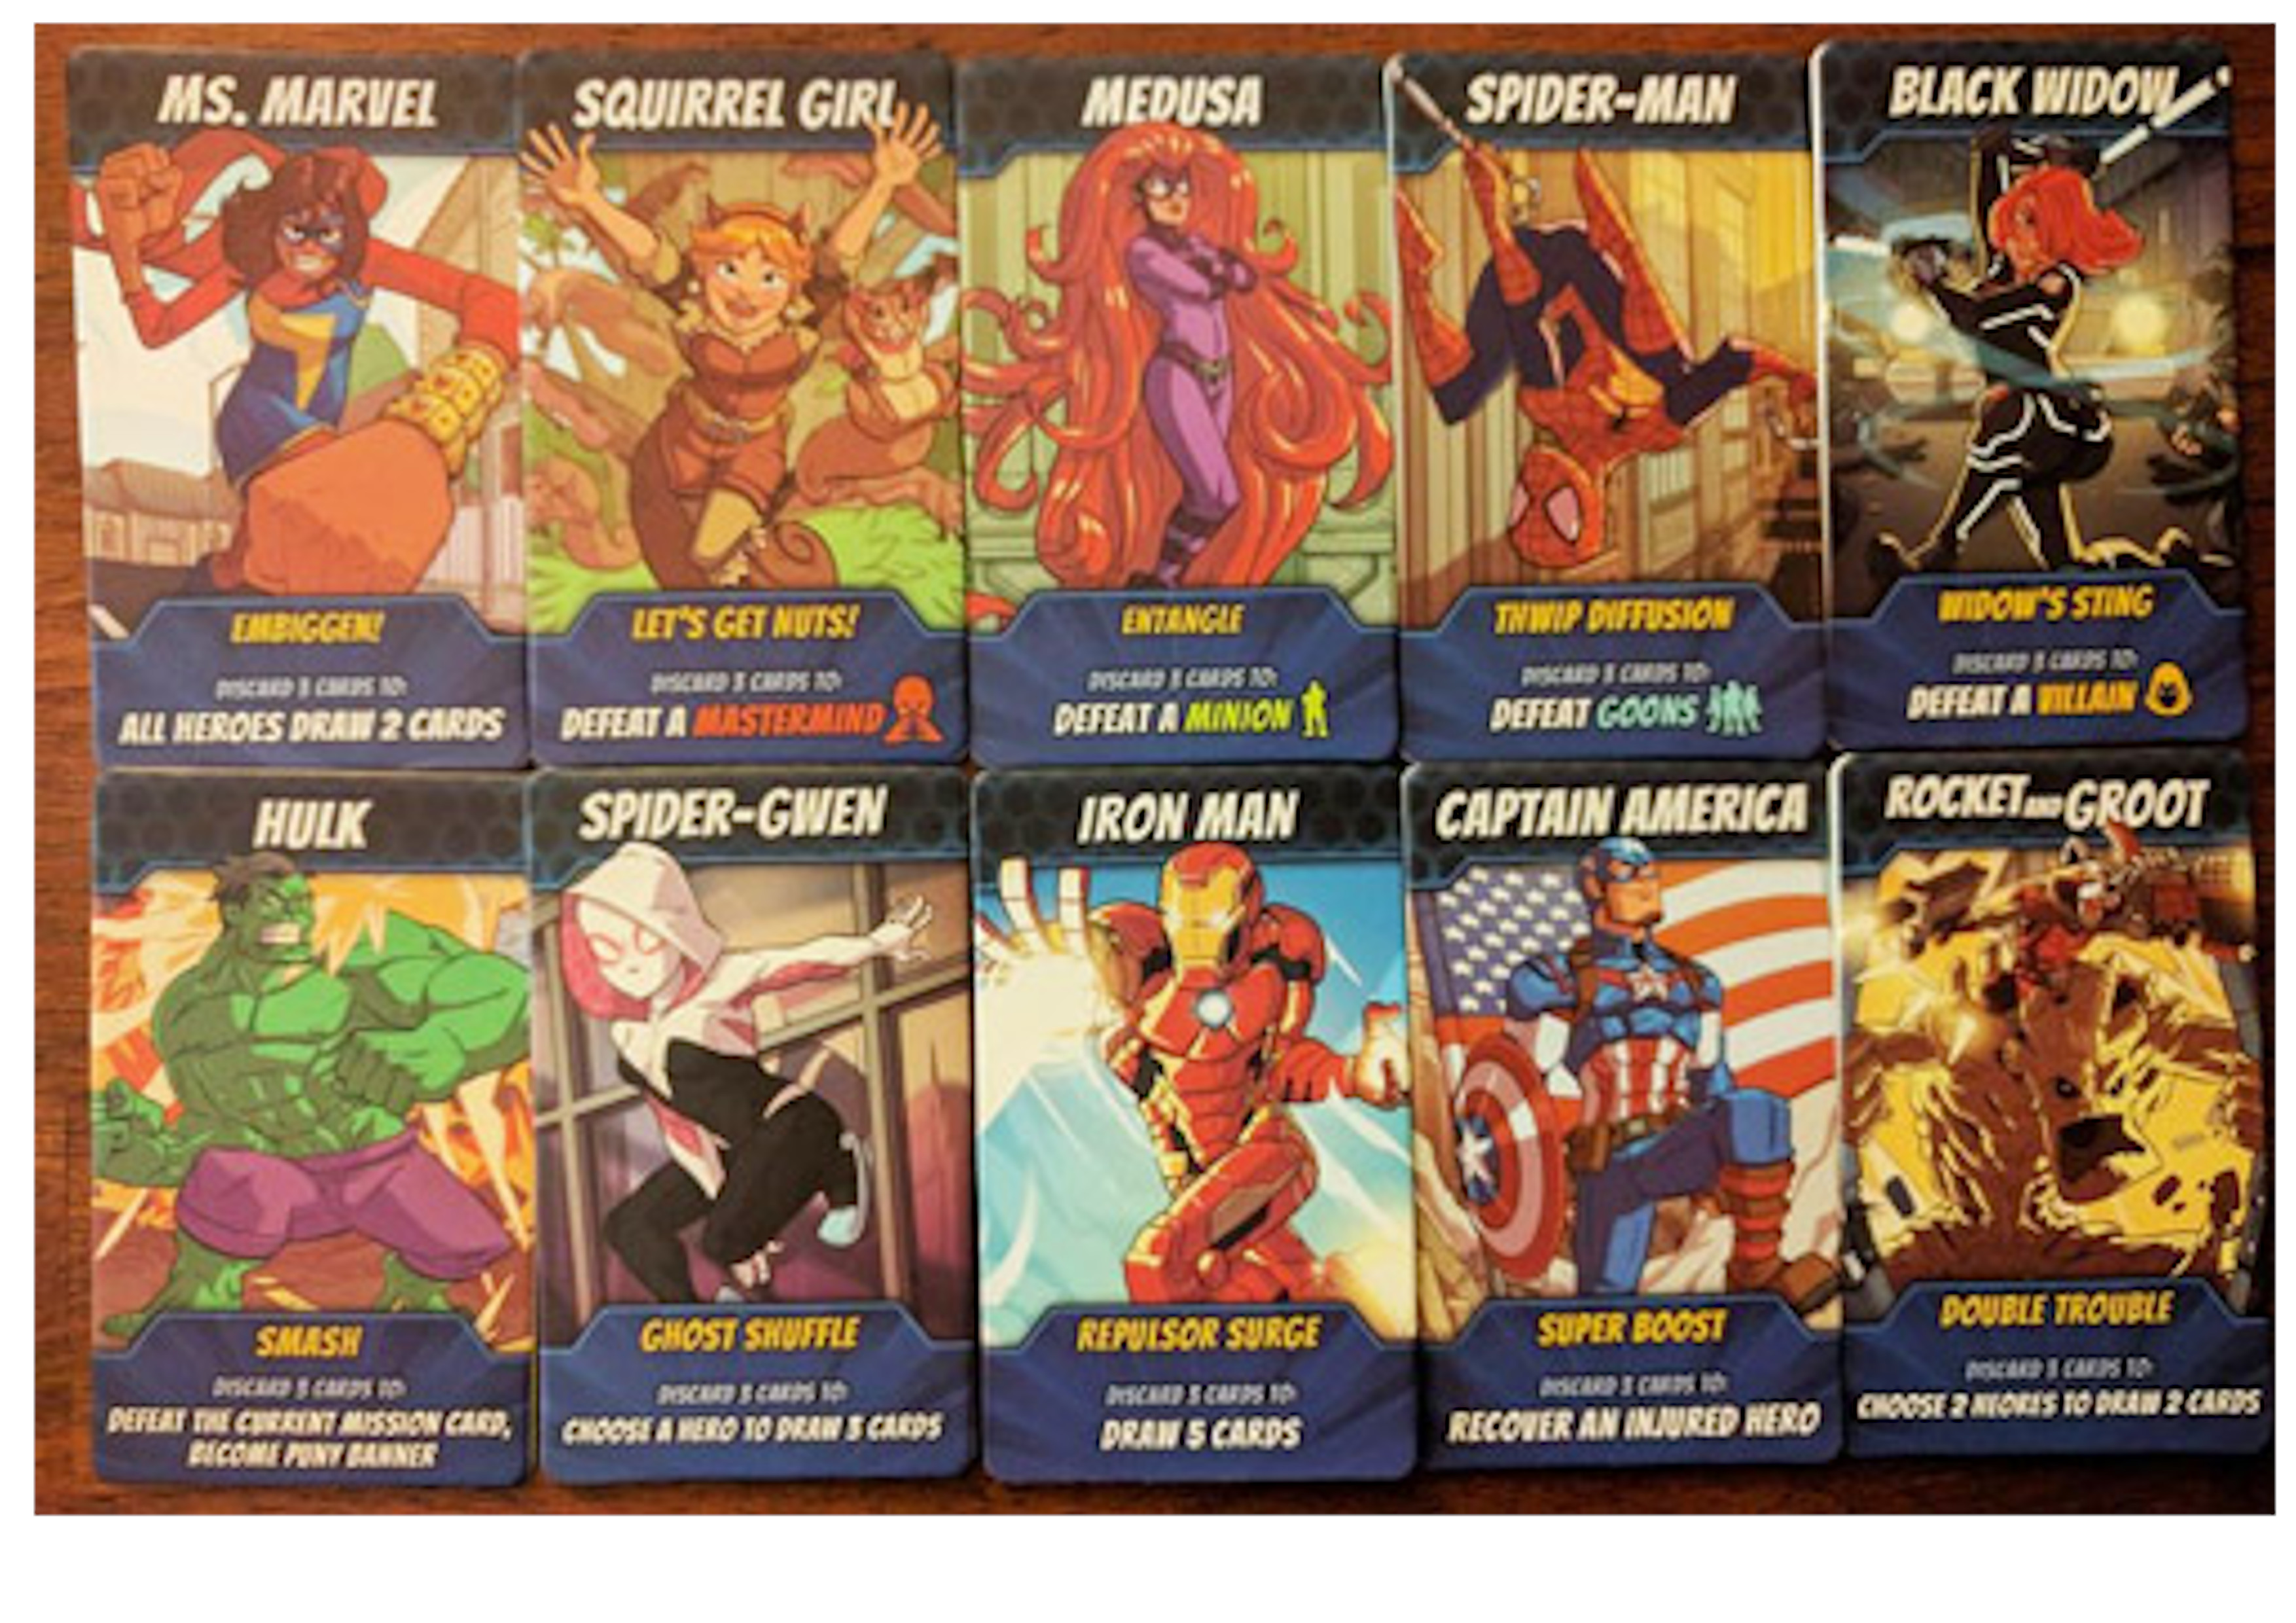 MS. MARVEL
EMBIGGEN!
DISCARD 3 CARDS TO:
ALL HEROES DRAW 2 CARDS
SQUIRREL GIRL
LET'S GET NUTS!
DISCARD 3 CARDS TO:
DEFEAT A MASTERMIND
MEDUSA
ENTANGLE
DISCARD 3 CARDS TO:
DEFEAT A MINION
SPIDER-MAN
THWIP DIFFUSION
DISCARD 3 CARDS TO:
DEFEAT GOONS
BLACK WIDOW
WIDOW'S STING
DISCARD 3 CARDS TO:
DEFEAT A VILLAIN
HULK
SMASH
DISCARD 3 CARDS TO:
DEFEAT THE CURRENT MISSION CARD,
BECOME PUNY BANNER
SPIDER-GWEN
GHOST SHUFFLE
DISCARD 3 CARDS TO:
CHOOSE A HERO TO DRAW 3 CARDS
IRON MAN
REPULSOR SURGE
DISCARD 3 CARDS TO:
DRAW 5 CARDS
CAPTAIN AMERICA
SUPER BOOST
DISCARD 3 CARDS TO:
RECOVER AN INJURED HERO
ROCKET AND GROOT
DOUBLE TROUBLE
DISCARD 3 CARDS TO:
CHOOSE 2 HEORES TO DRAW 2 CARDS